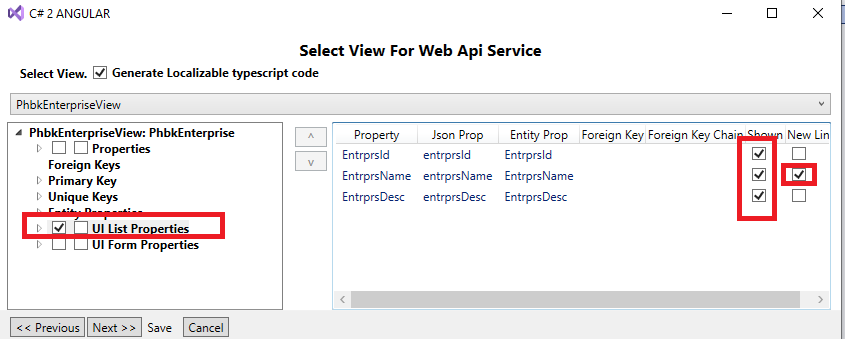 C# 2 ANGULAR
Select View For Web Api Service
Select View. Generate Localizable typescript code
PhbkEnterpriseView
PhbkEnterpriseView: PhbkEnterprise
Properties
Foreign Keys
Primary Key
Unique Keys
Entity Properties
UI List Properties
UI Form Properties
Property Json Prop Entity Prop Foreign Key Foreign Key Chain Shown New Lin
EntrprsId entrprsId EntrprsId
EntrprsName entrprsName EntrprsName
EntrprsDesc entrprsDesc EntrprsDesc
<< Previous Next >> Save Cancel